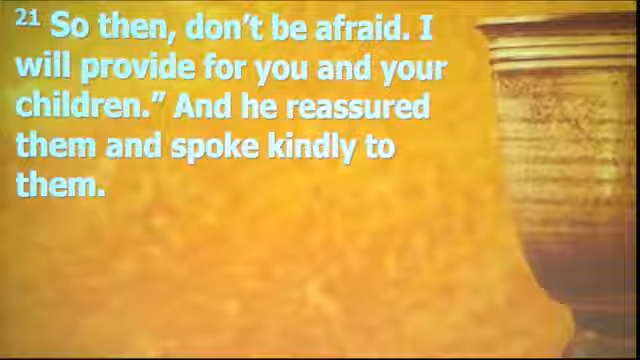 21 So then, don't be afraid. I
will provide for you and your
children.” And he reassured
them and spoke kindly to
them.